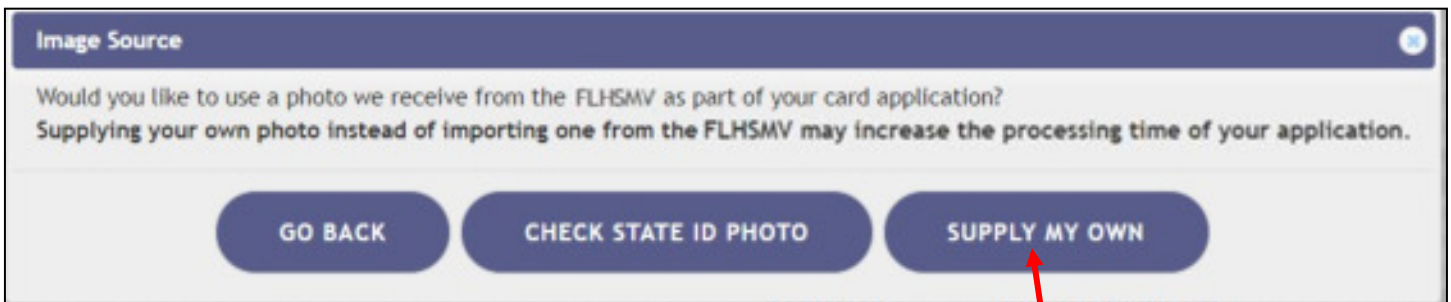 Image Source
Would you like to use a photo we receive from the FLHSMV as part of your card application?
Supplying your own photo instead of importing one from the FLHSMV may increase the processing time of your application.
GO BACK CHECK STATE ID PHOTO SUPPLY MY OWN